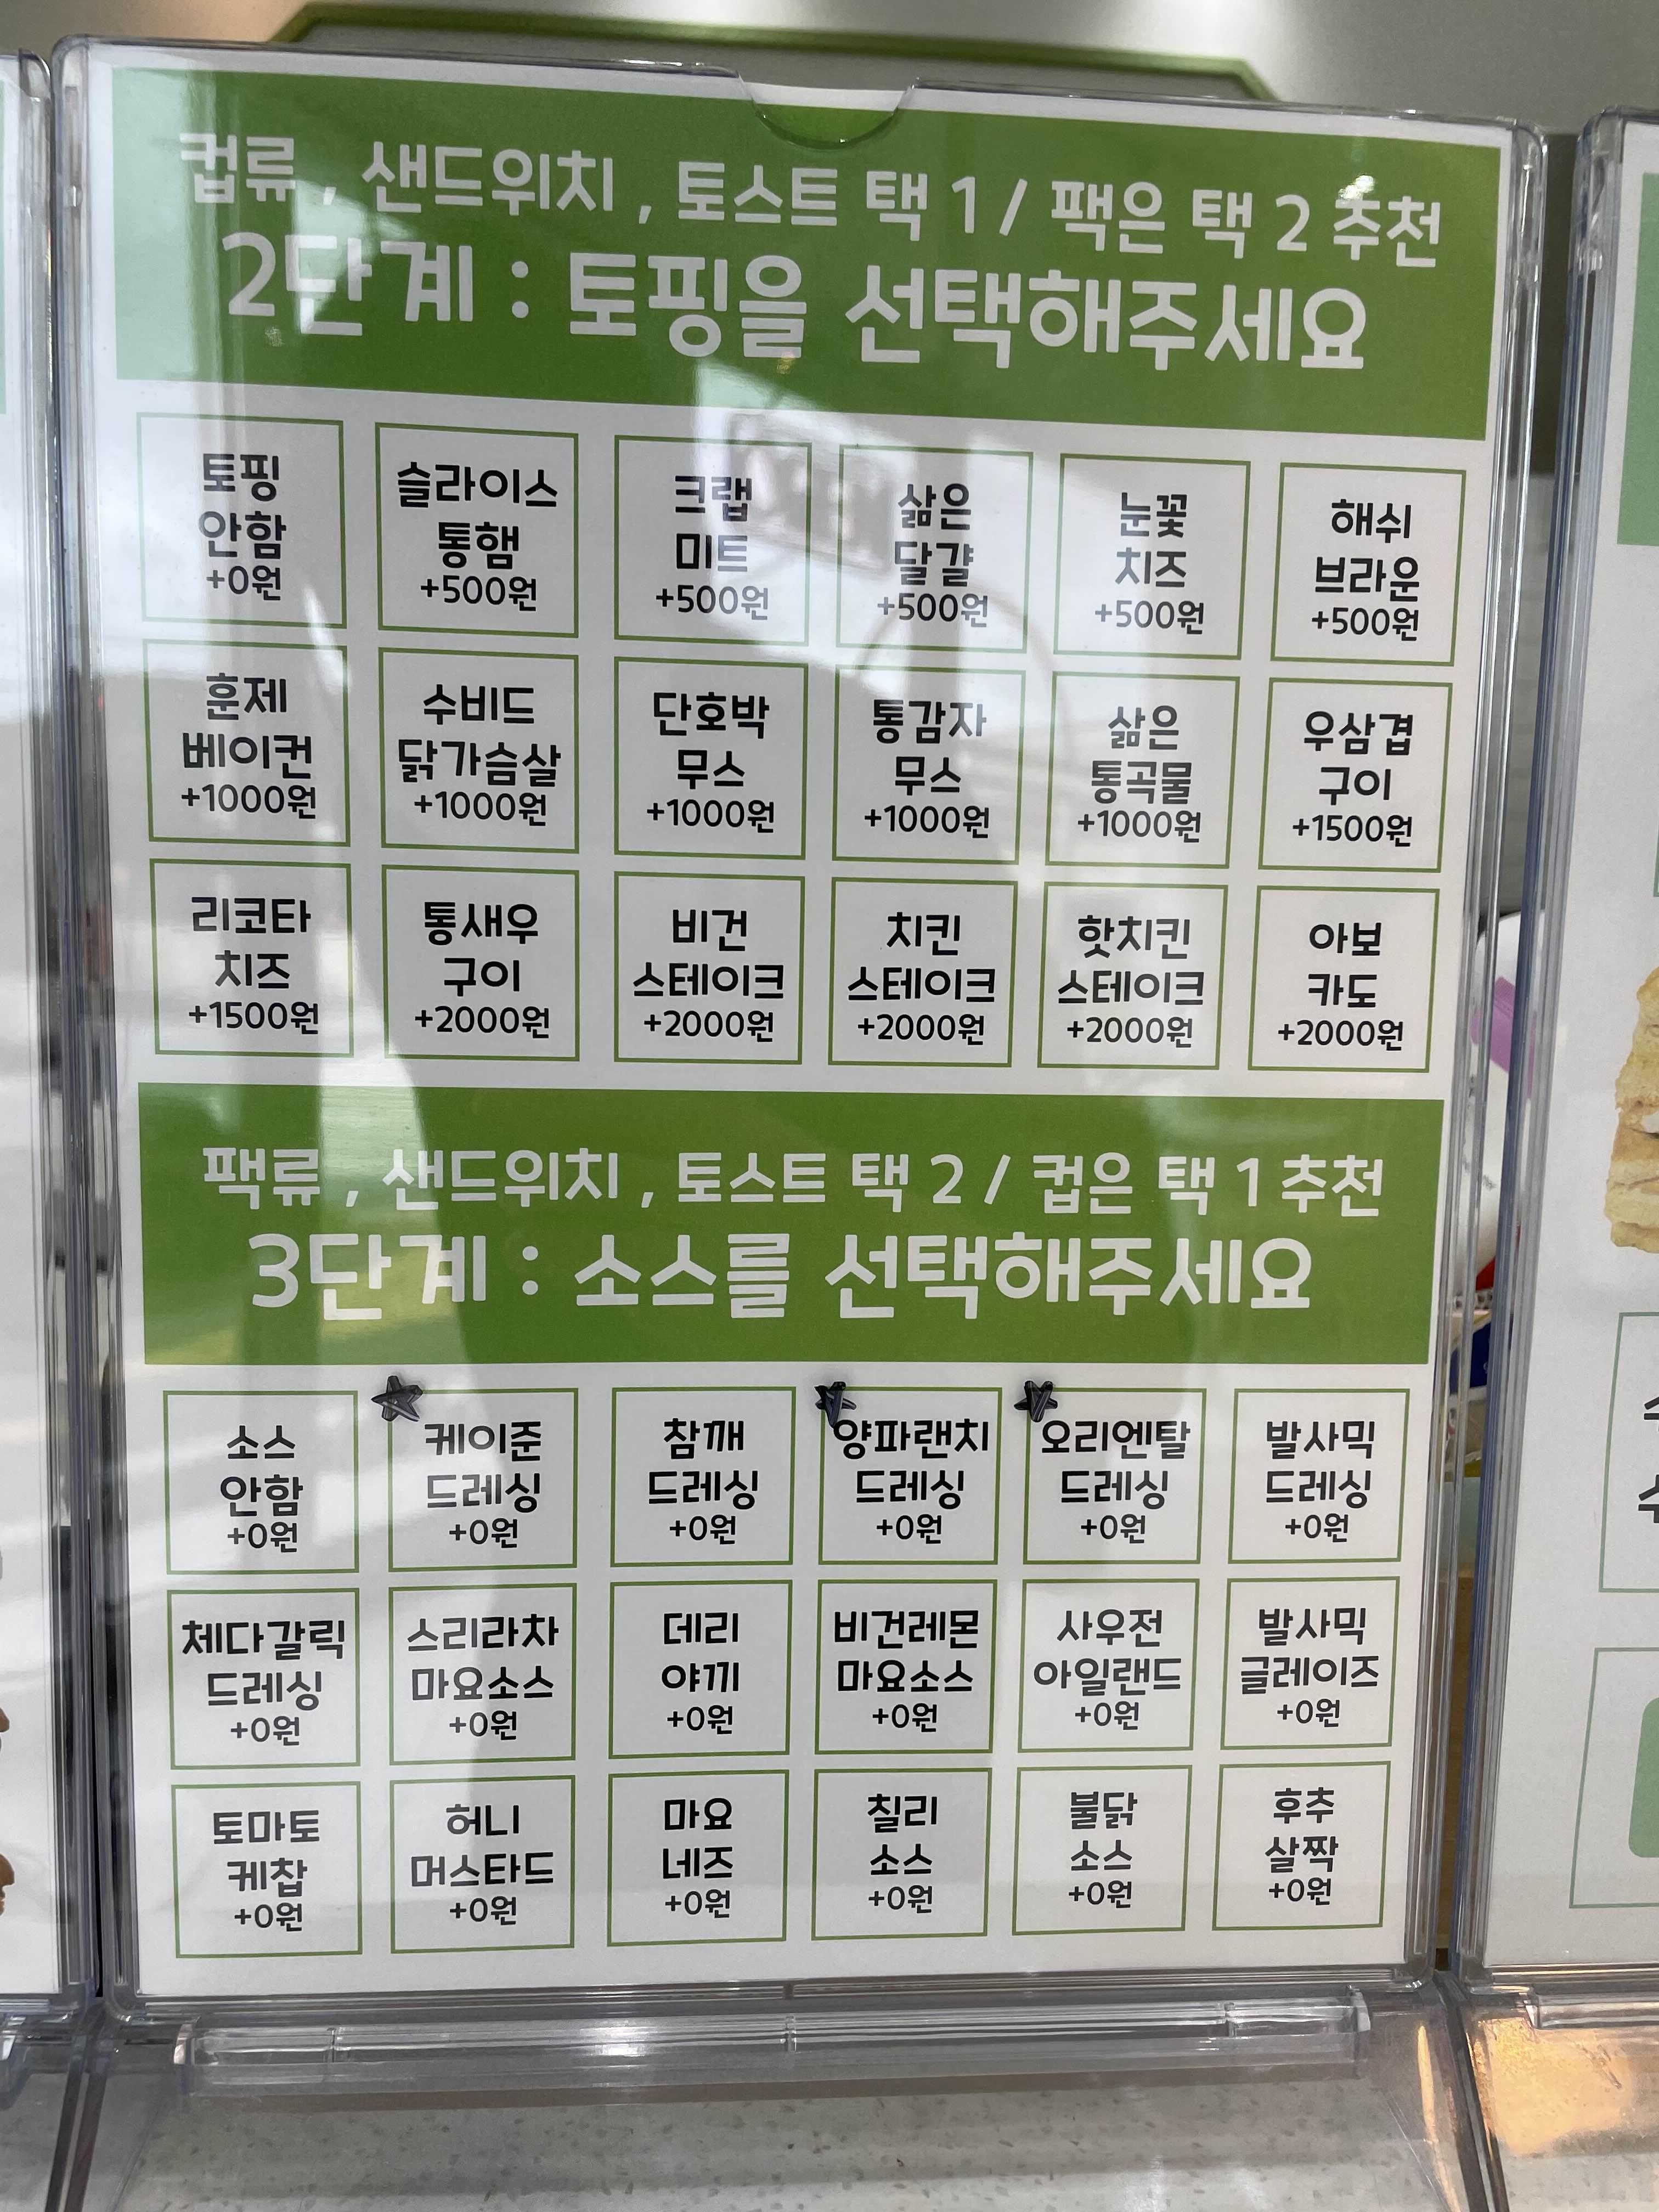 컵류 , 샌드위치 , 토스트 택 1 / 팩은 택 2 추천
2단계 : 토핑을 선택해주세요
토핑
안함
+0원
슬라이스
통햄
+500원
크랩
미트
+500원
삶은
달걀
+500원
눈꽃
치즈
+500원
해쉬
브라운
+500원
훈제
베이컨
+1000원
수비드
닭가슴살
+1000원
단호박
무스
+1000원
통감자
무스
+1000원
삶은
통곡물
+1000원
우삼겹
구이
+1500원
리코타
치즈
+1500원
통새우
구이
+2000원
비건
스테이크
+2000원
치킨
스테이크
+2000원
핫치킨
스테이크
+2000원
아보
카도
+2000원
팩류 , 샌드위치 , 토스트 택 2 / 컵은 택 1 추천
3단계 : 소스를 선택해주세요
소스
안함
+0원
케이준
드레싱
+0원
참깨
드레싱
+0원
양파랜치
드레싱
+0원
오리엔탈
드레싱
+0원
발사믹
드레싱
+0원
체다갈릭
드레싱
+0원
스리라차
마요소스
+0원
데리
야끼
+0원
비건레몬
마요소스
+0원
사우전
아일랜드
+0원
발사믹
글레이즈
+0원
토마토
케찹
+0원
허니
머스타드
+0원
마요
네즈
+0원
칠리
소스
+0원
불닭
소스
+0원
후추
살짝
+0원